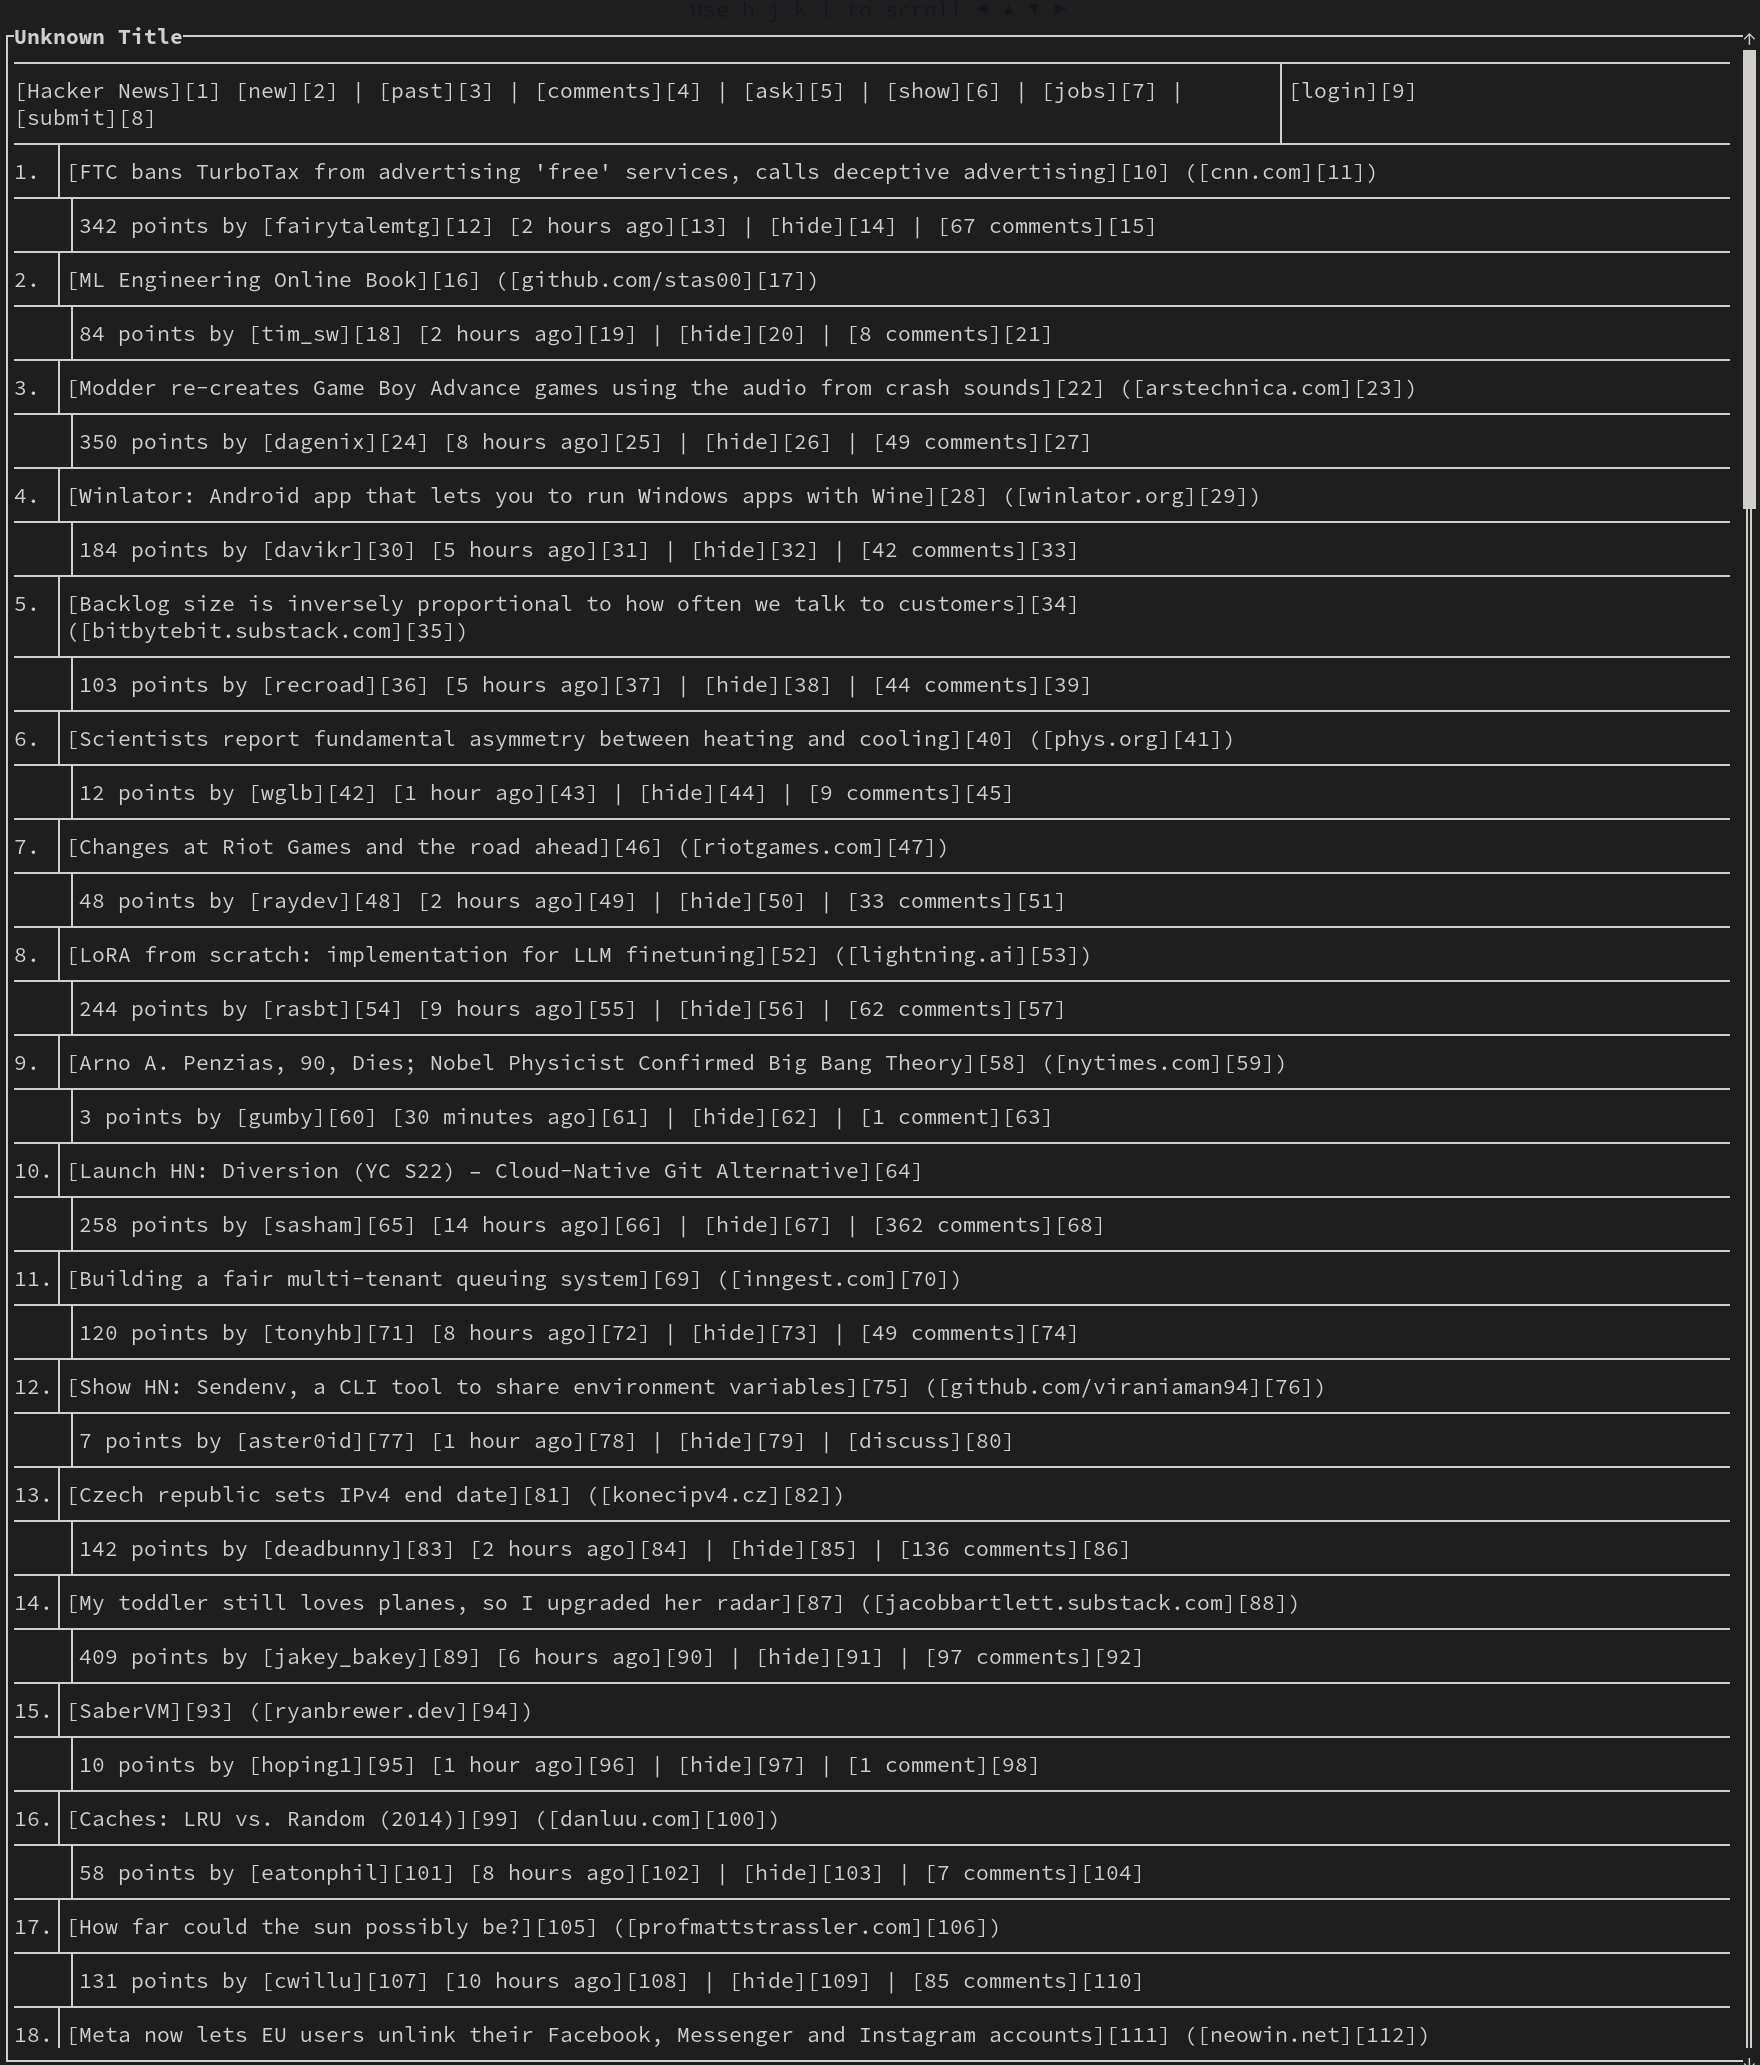 Use h j k l to scroll ◄ ▲ ▼ ►
Unknown Title
[Hacker News][1] [new][2] | [past][3] | [comments][4] | [ask][5] | [show][6] | [jobs][7] |
[submit][8]
[login][9]
1. [FTC bans TurboTax from advertising 'free' services, calls deceptive advertising][10] ([cnn.com][11])
342 points by [fairytalemtg][12] [2 hours ago][13] | [hide][14] | [67 comments][15]
2. [ML Engineering Online Book][16] ([github.com/stas00][17])
84 points by [tim_sw][18] [2 hours ago][19] | [hide][20] | [8 comments][21]
3. [Modder re-creates Game Boy Advance games using the audio from crash sounds][22] ([arstechnica.com][23])
350 points by [dagenix][24] [8 hours ago][25] | [hide][26] | [49 comments][27]
4. [Winlator: Android app that lets you to run Windows apps with Wine][28] ([winlator.org][29])
184 points by [davikr][30] [5 hours ago][31] | [hide][32] | [42 comments][33]
5. [Backlog size is inversely proportional to how often we talk to customers][34]
([bitbytebit.substack.com][35])
103 points by [recroad][36] [5 hours ago][37] | [hide][38] | [44 comments][39]
6. [Scientists report fundamental asymmetry between heating and cooling][40] ([phys.org][41])
12 points by [wglb][42] [1 hour ago][43] | [hide][44] | [9 comments][45]
7. [Changes at Riot Games and the road ahead][46] ([riotgames.com][47])
48 points by [raydev][48] [2 hours ago][49] | [hide][50] | [33 comments][51]
8. [LoRA from scratch: implementation for LLM finetuning][52] ([lightning.ai][53])
244 points by [rasbt][54] [9 hours ago][55] | [hide][56] | [62 comments][57]
9. [Arno A. Penzias, 90, Dies; Nobel Physicist Confirmed Big Bang Theory][58] ([nytimes.com][59])
3 points by [gumby][60] [30 minutes ago][61] | [hide][62] | [1 comment][63]
10. [Launch HN: Diversion (YC S22) – Cloud-Native Git Alternative][64]
258 points by [sasham][65] [14 hours ago][66] | [hide][67] | [362 comments][68]
11. [Building a fair multi-tenant queuing system][69] ([inngest.com][70])
120 points by [tonyhb][71] [8 hours ago][72] | [hide][73] | [49 comments][74]
12. [Show HN: Sendenv, a CLI tool to share environment variables][75] ([github.com/viraniaman94][76])
7 points by [aster0id][77] [1 hour ago][78] | [hide][79] | [discuss][80]
13. [Czech republic sets IPv4 end date][81] ([konecipv4.cz][82])
142 points by [deadbunny][83] [2 hours ago][84] | [hide][85] | [136 comments][86]
14. [My toddler still loves planes, so I upgraded her radar][87] ([jacobbartlett.substack.com][88])
409 points by [jakey_bakey][89] [6 hours ago][90] | [hide][91] | [97 comments][92]
15. [SaberVM][93] ([ryanbrewer.dev][94])
10 points by [hoping1][95] [1 hour ago][96] | [hide][97] | [1 comment][98]
16. [Caches: LRU vs. Random (2014)][99] ([danluu.com][100])
58 points by [eatonphil][101] [8 hours ago][102] | [hide][103] | [7 comments][104]
17. [How far could the sun possibly be?][105] ([profmattstrassler.com][106])
131 points by [cwillu][107] [10 hours ago][108] | [hide][109] | [85 comments][110]
18. [Meta now lets EU users unlink their Facebook, Messenger and Instagram accounts][111] ([neowin.net][112])